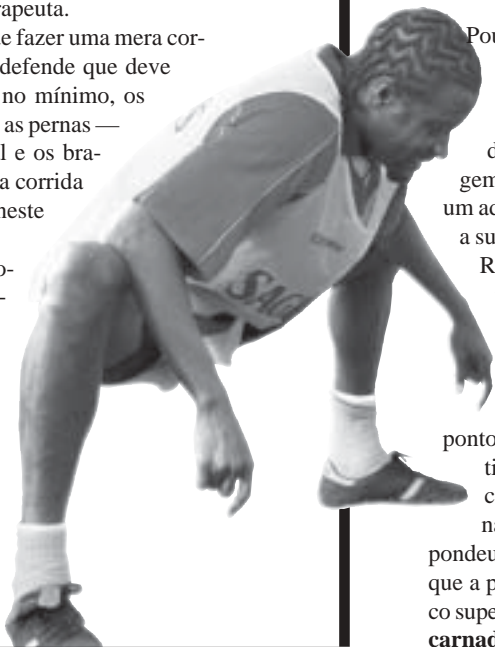 rapeuta.
e fazer uma mera cor-
defende que deve
no mínimo, os
as pernas —
l e os bra-
a corrida
neste
o-
-
SAG
Pou
d
gem
um ad
a su
R
ponto
ti
c
na
pondeu
que a p
co supe
carnad